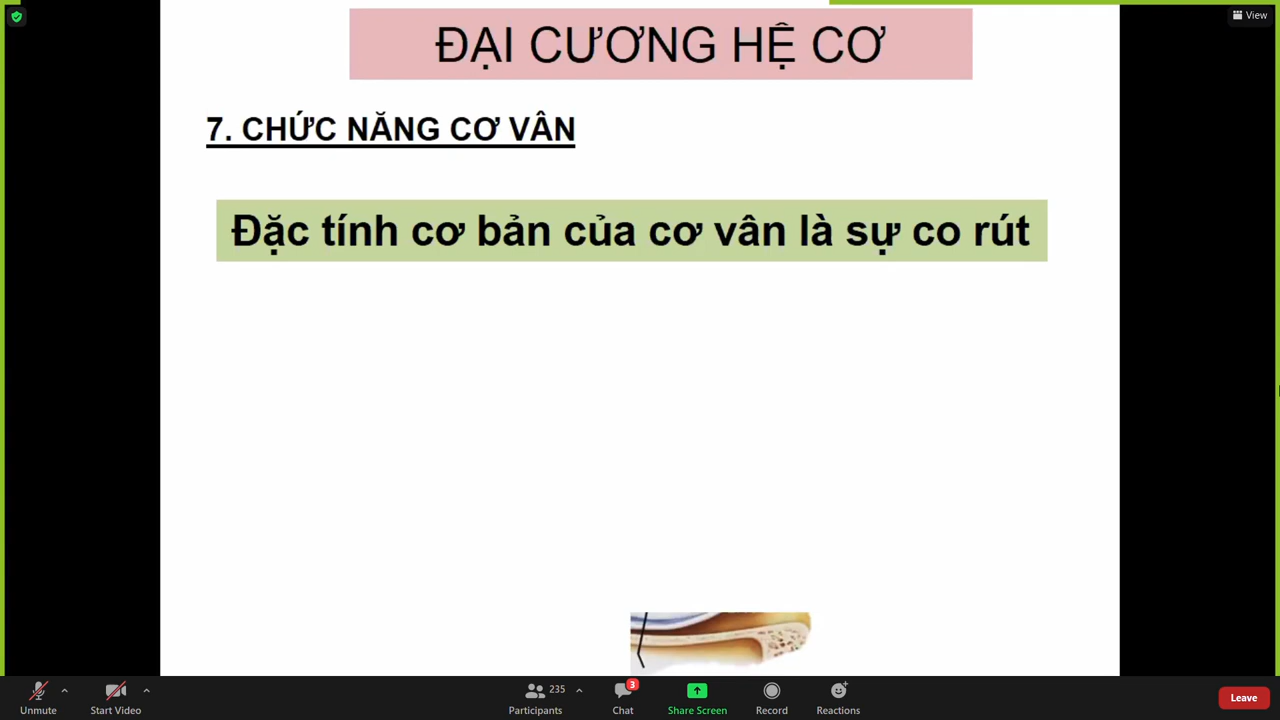 View
ĐẠI CƯƠNG HỆ CƠ
7. CHỨC NĂNG CƠ VÂN
Đặc tính cơ bản của cơ vân là sự co rút
235
3
Unmute
Start Video
Participants
Chat
Share Screen
Record
Reactions
Leave